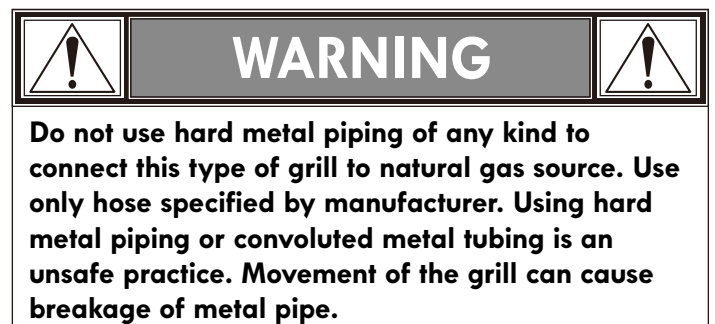 WARNING
Do not use hard metal piping of any kind to
connect this type of grill to natural gas source. Use
only hose specified by manufacturer. Using hard
metal piping or convoluted metal tubing is an
unsafe practice. Movement of the grill can cause
breakage of metal pipe.